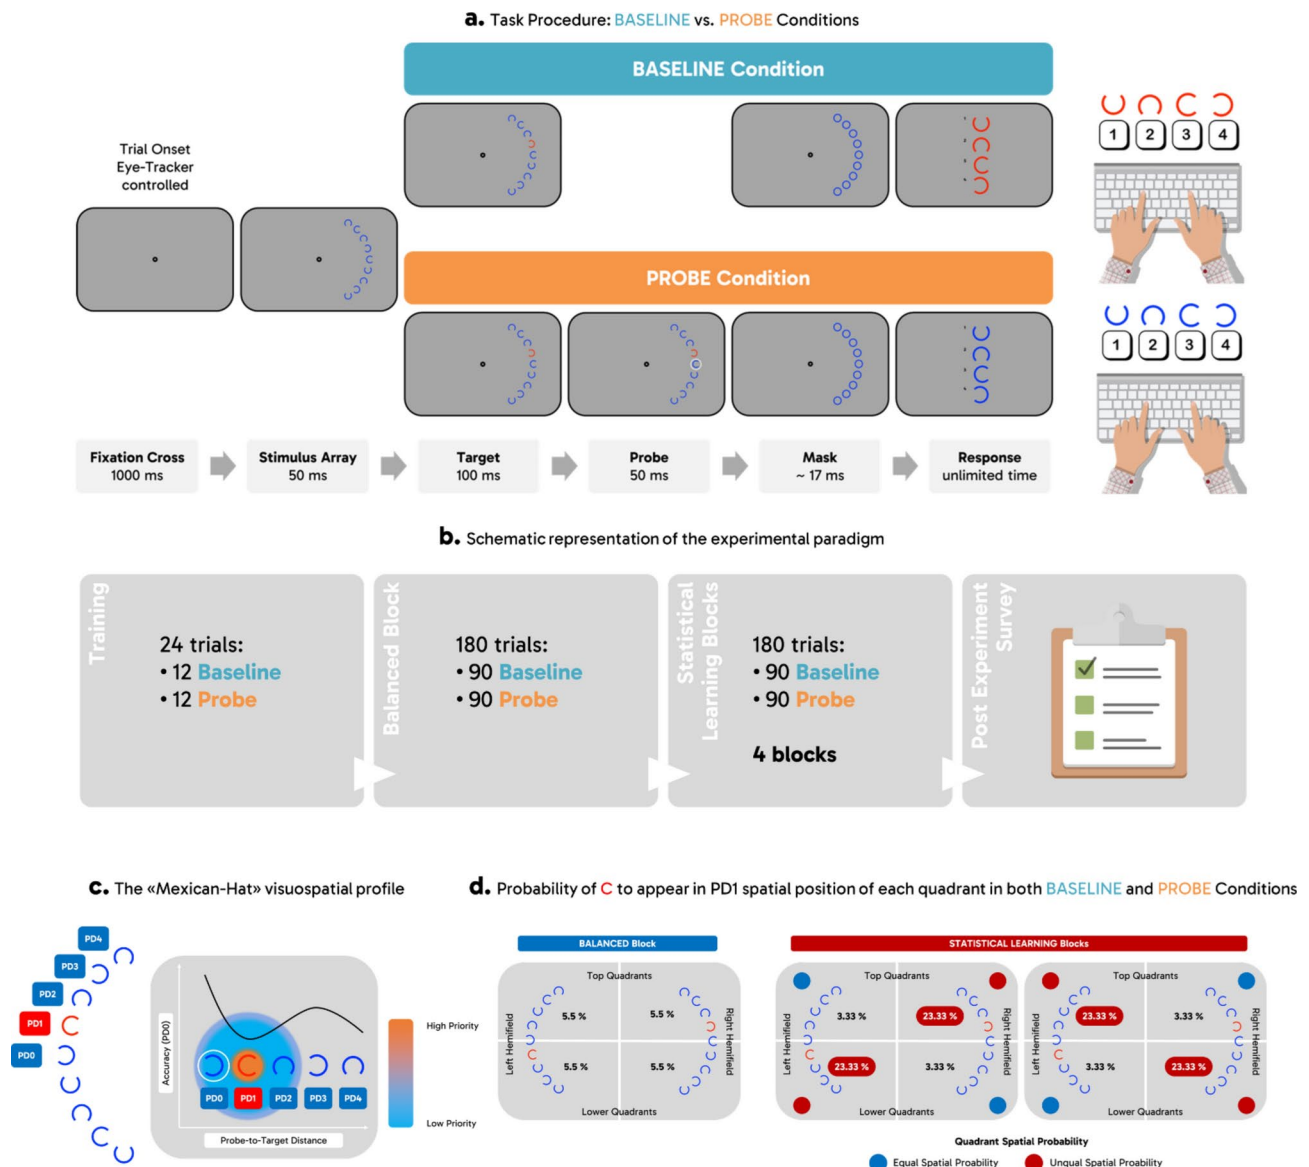 a. Task Procedure: BASELINE vs. PROBE Conditions
BASELINE Condition
Trial Onset
Eye-Tracker
controlled
1 2 3 4
PROBE Condition
1 2 3 4
Fixation Cross
1000 ms
Stimulus Array
50 ms
Target
100 ms
Probe
50 ms
Mask
~ 17 ms
Response
unlimited time
b. Schematic representation of the experimental paradigm
Training
24 trials:
• 12 Baseline
• 12 Probe
Balanced Block
180 trials:
• 90 Baseline
• 90 Probe
Statistical
Learning Blocks
180 trials:
• 90 Baseline
• 90 Probe
4 blocks
Post Experiment
Survey
c. The «Mexican-Hat» visuospatial profile
PD4
PD3
PD2
PD1
PD0
Accuracy (PD0)
PD0 PD1 PD2 PD3 PD4
Probe-to-Target Distance
High Priority
Low Priority
d. Probability of C to appear in PD1 spatial position of each quadrant in both BASELINE and PROBE Conditions
BALANCED Block
Top Quadrants
Left Hemifield
5.5 % 5.5 %
5.5 % 5.5 %
Right Hemifield
Lower Quadrants
STATISTICAL LEARNING Blocks
Top Quadrants
Left Hemifield
3.33 % 23.33 %
23.33 % 3.33 %
Right Hemifield
Lower Quadrants
Top Quadrants
Left Hemifield
23.33 % 3.33 %
3.33 % 23.33 %
Right Hemifield
Lower Quadrants
Quadrant Spatial Probability
Equal Spatial Proability
Unqual Spatial Proability